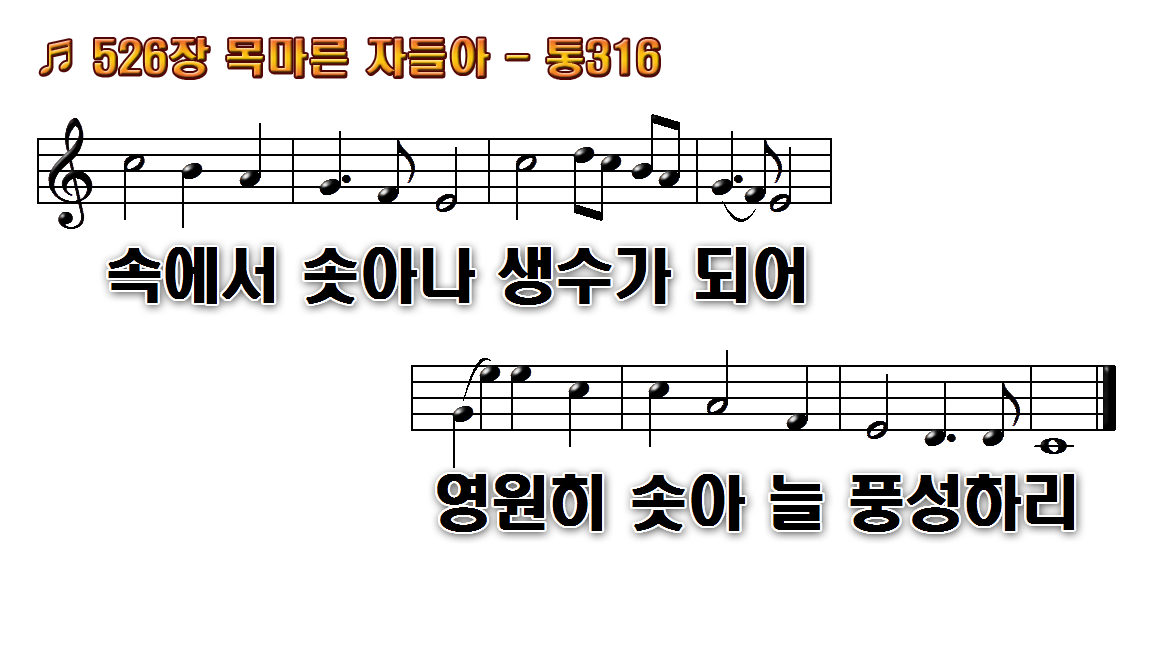 ♬ 526장 목마른 자들아 - 통316
속에서 솟아나 생수가 되어
영원히 솟아 늘 풍성하리